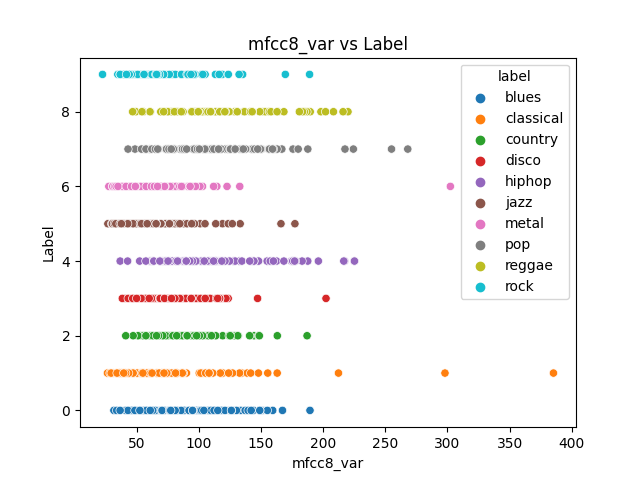 mfcc8_var vs Label
label
blues
classical
country
disco
hiphop
jazz
metal
pop
reggae
rock
Label
8
6
4
2
0
50 100 150 200 250 300 350 400
mfcc8_var